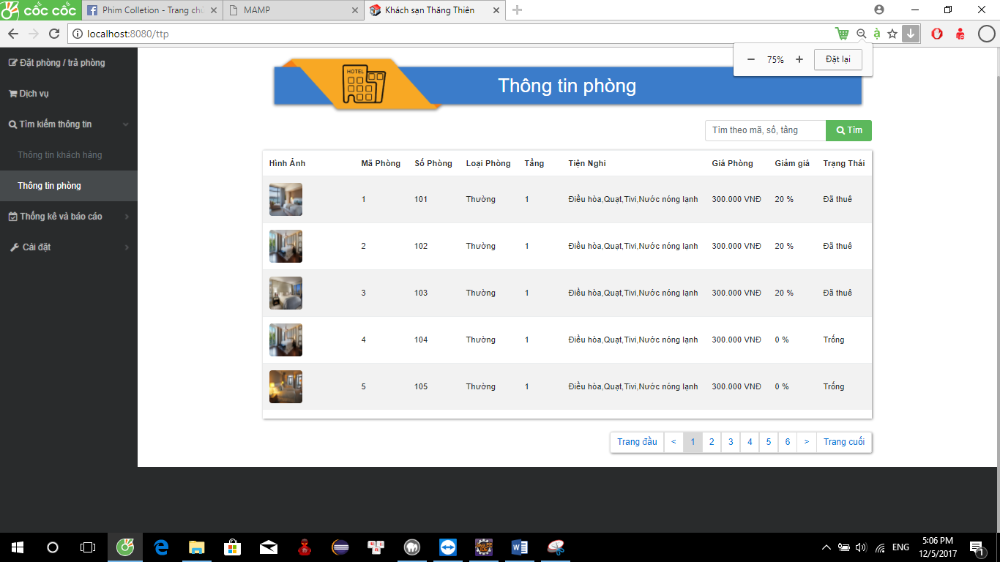 cốc cốc
Phim Colletion - Trang chủ
MAMP
Khách sạn Thăng Thiên
localhost:8080/ttp
75%
Đặt lại
Đặt phòng / trả phòng
Dịch vụ
Tìm kiếm thông tin
Thông tin khách hàng
Thông tin phòng
Thống kê và báo cáo
Cài đặt
HOTEL
Thông tin phòng
Tìm theo mã, số, tầng
Tìm
Hình Ảnh Mã Phòng Số Phòng Loại Phòng Tầng Tiện Nghi Giá Phòng Giảm giá Trạng Thái
1 101 Thường 1 Điều hòa,Quạt,Tivi,Nước nóng lạnh 300.000 VNĐ 20 % Đã thuê
2 102 Thường 1 Điều hòa,Quạt,Tivi,Nước nóng lạnh 300.000 VNĐ 20 % Đã thuê
3 103 Thường 1 Điều hòa,Quạt,Tivi,Nước nóng lạnh 300.000 VNĐ 20 % Đã thuê
4 104 Thường 1 Điều hòa,Quạt,Tivi,Nước nóng lạnh 300.000 VNĐ 0 % Trống
5 105 Thường 1 Điều hòa,Quạt,Tivi,Nước nóng lạnh 300.000 VNĐ 0 % Trống
Trang đầu < 1 2 3 4 5 6 > Trang cuối
ENG
5:06 PM
12/5/2017
1